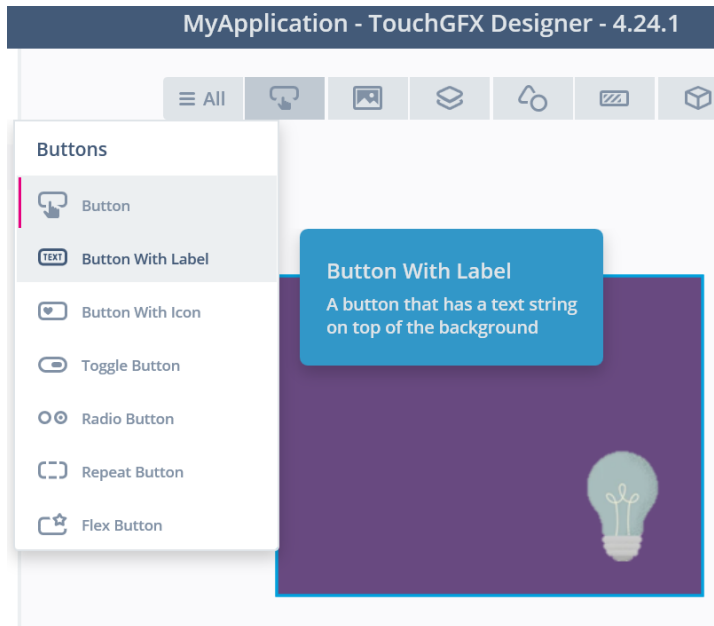 MyApplication - TouchGFX Designer - 4.24.1
All
Buttons
Button
TEXT
Button With Label
Button With Icon
Toggle Button
Radio Button
Repeat Button
Flex Button
Button With Label
A button that has a text string
on top of the background